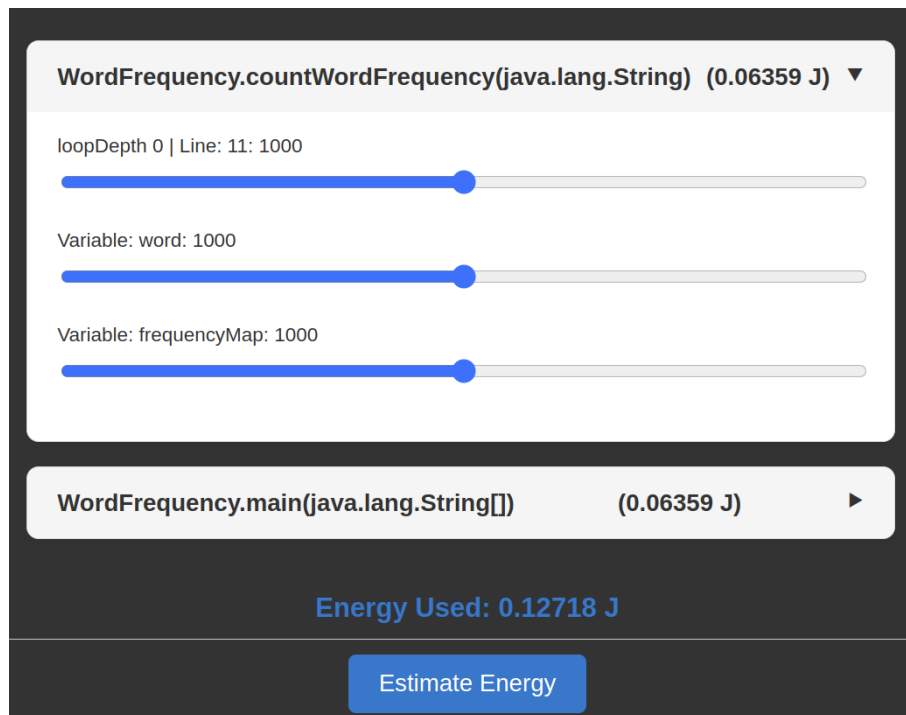 WordFrequency.countWordFrequency(java.lang.String) (0.06359 J) ▼
loopDepth 0 | Line: 11: 1000
Variable: word: 1000
Variable: frequencyMap: 1000
WordFrequency.main(java.lang.String[]) (0.06359 J) ▶
Energy Used: 0.12718 J
Estimate Energy